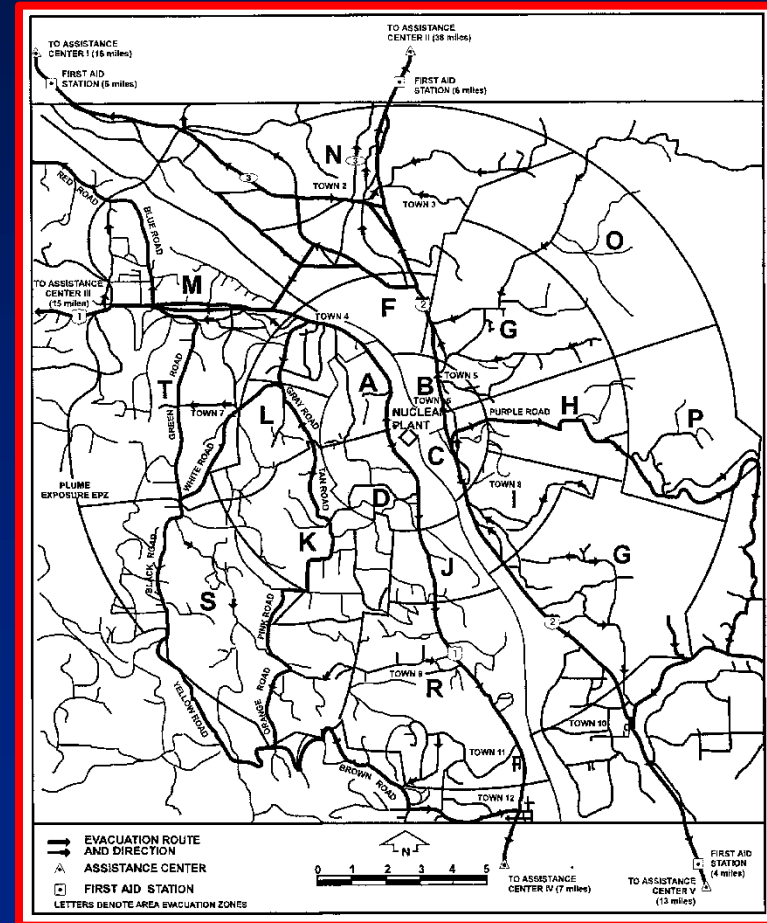 TO ASSISTANCE
CENTER II (38 miles)
TO ASSISTANCE
CENTER I (16 miles)
FIRST AID
STATION (5 miles)
FIRST AID
STATION (6 miles)
N
3
TOWN 2
TOWN 3
RED ROAD
BLUE ROAD
O
M
TO ASSISTANCE
CENTER III
(15 miles)
1
F
2
TOWN 4
G
T
GREEN ROAD
TOWN 5
A
B
GRAY ROAD
TOWN 7
L
NUCLEAR
PLANT
PURPLE ROAD
H
P
C
WHITE ROAD
TAN ROAD
PLUME
EXPOSURE EPZ
D
TOWN 8
I
K
BLACK ROAD
J
G
S
PINK ROAD
2
1
TOWN 9
R
ORANGE ROAD
YELLOW ROAD
TOWN 10
TOWN 11
BROWN ROAD
TOWN 12
EVACUATION ROUTE
AND DIRECTION
ASSISTANCE CENTER
FIRST AID STATION
LETTERS DENOTE AREA EVACUATION ZONES
N
0 1 2 3 4 5
TO ASSISTANCE
CENTER IV (7 miles)
FIRST AID
STATION
(4 miles)
TO ASSISTANCE
CENTER V
(13 miles)